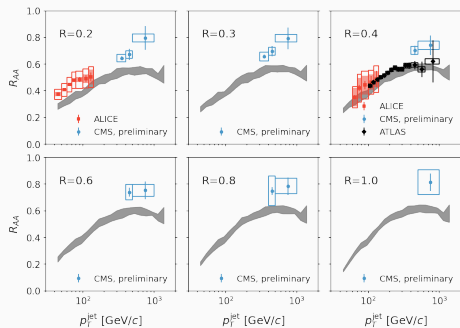 R=0.2
R=0.3
R=0.4
1.0
0.8
0.6
0.4
0.2
0.0
R_AA
ALICE
CMS, preliminary
CMS, preliminary
ALICE
CMS, preliminary
ATLAS
R=0.6
R=0.8
R=1.0
0.8
0.6
0.4
0.2
0.0
R_AA
CMS, preliminary
CMS, preliminary
CMS, preliminary
10² 10³
10² 10³
10² 10³
p_T^jet [GeV/c]
p_T^jet [GeV/c]
p_T^jet [GeV/c]